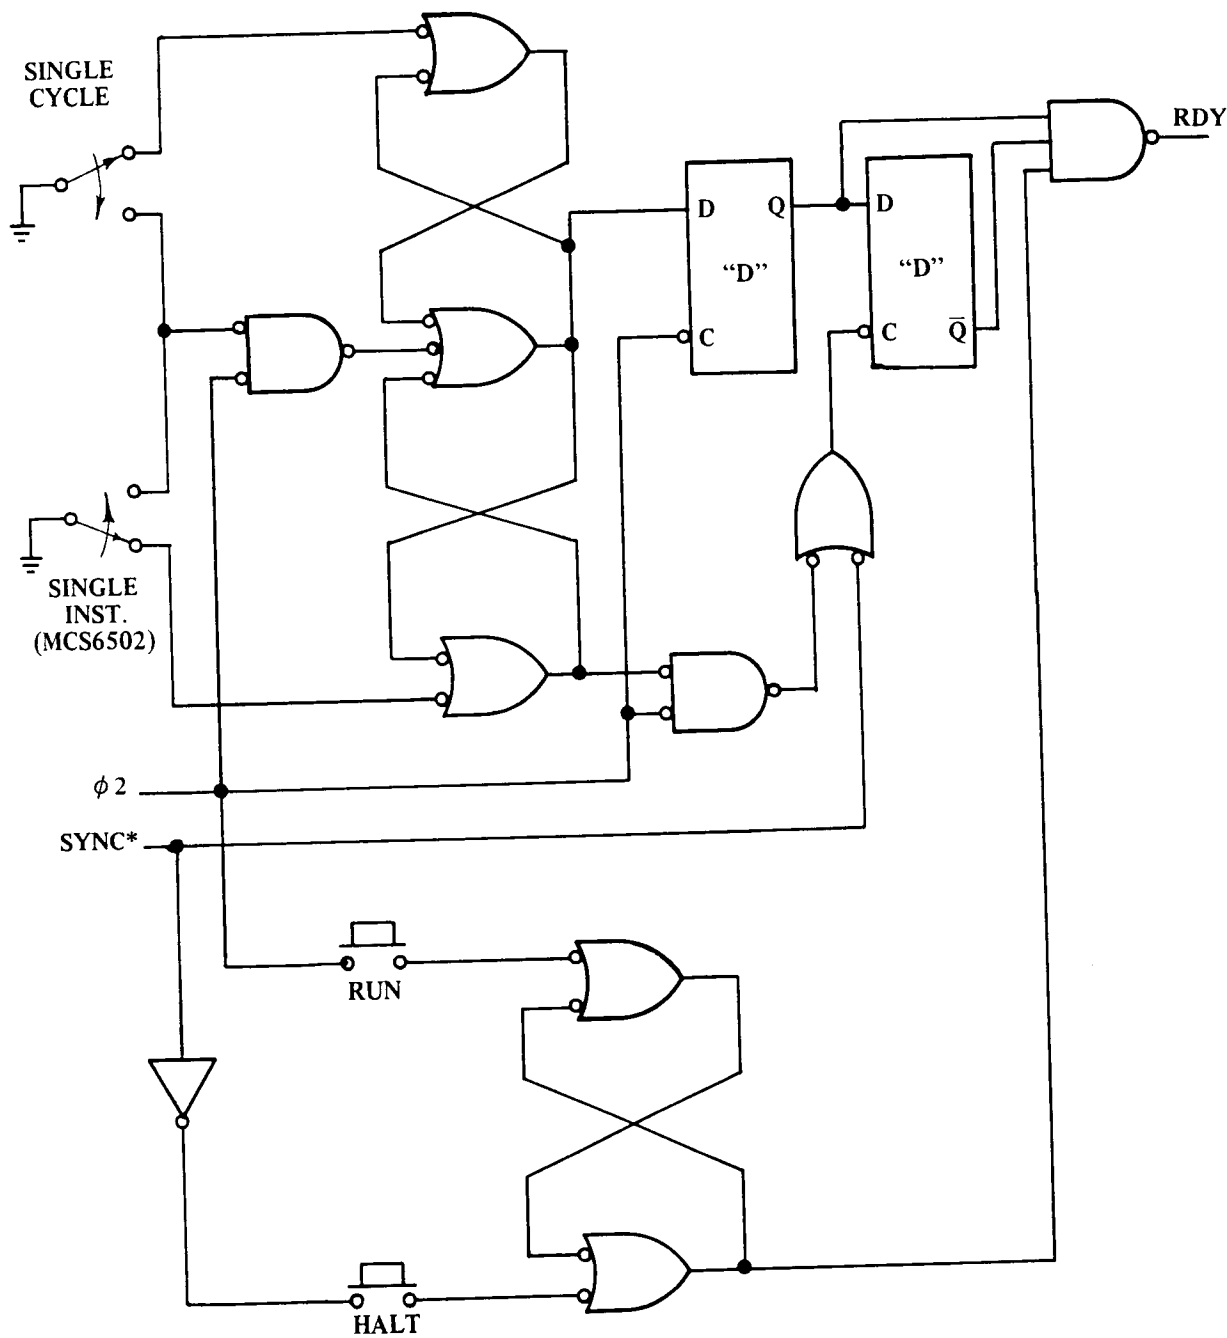 SINGLE
CYCLE
RDY
D
Q
"D"
C
D
"D"
C
Q̅
SINGLE
INST.
(MCS6502)
ϕ2
SYNC*
RUN
HALT